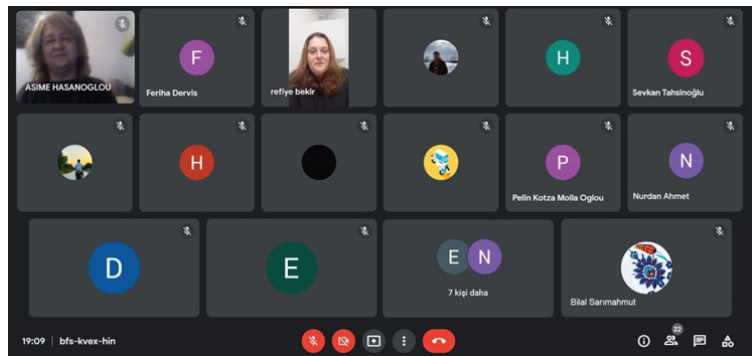 ASIME HASANOGLOU
F
Feriha Dervis
refiye bekir
H
S
Sevkan Tahsinoğlu
H
P
Pelin Kotza Molla Oglou
N
Nurdan Ahmet
D
E
E N
7 kişi daha
Bilal Sarımahmut
19:09 | bfs-kvex-hin
22